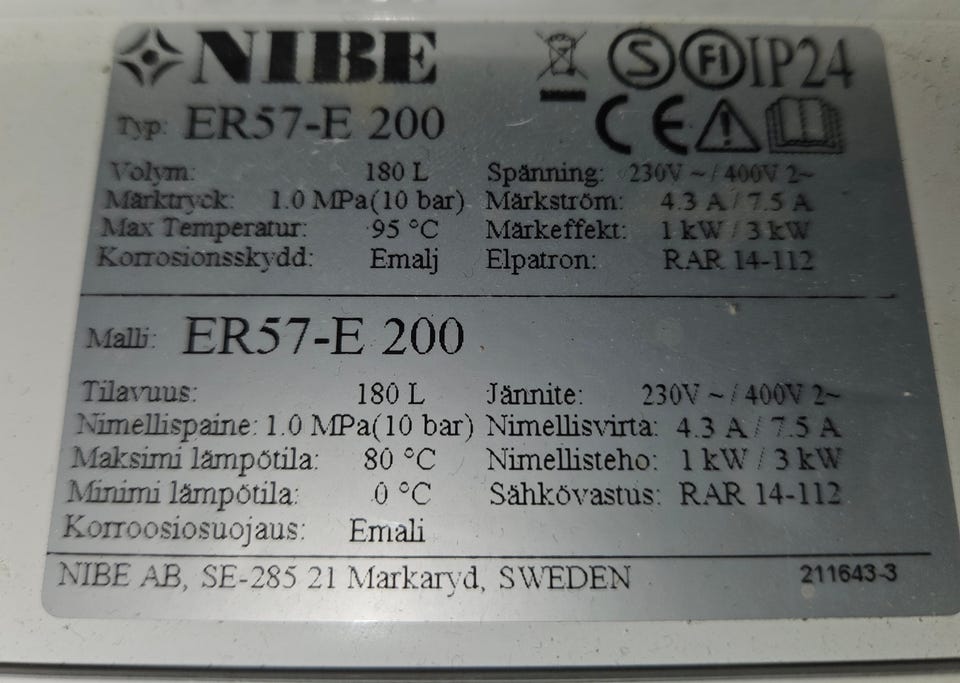 NIBE S FI IP24
Typ: ER57-E 200 CE
Volym: 180 L Spänning: 230V ~ / 400V 2~
Märktryck: 1.0 MPa(10 bar) Märkström: 4.3 A / 7.5 A
Max Temperatur: 95 °C Märkeffekt: 1 kW / 3 kW
Korrosionsskydd: Emalj Elpatron: RAR 14-112
Malli: ER57-E 200
Tilavuus: 180 L Jännite: 230V ~ / 400V 2~
Nimellispaine: 1.0 MPa(10 bar) Nimellisvirta: 4.3 A / 7.5 A
Maksimi lämpötila: 80 °C Nimellisteho: 1 kW / 3 kW
Minimi lämpötila: 0 °C Sähkövastus: RAR 14-112
Korroosiosuojaus: Emali
NIBE AB, SE-285 21 Markaryd, SWEDEN 211643-3